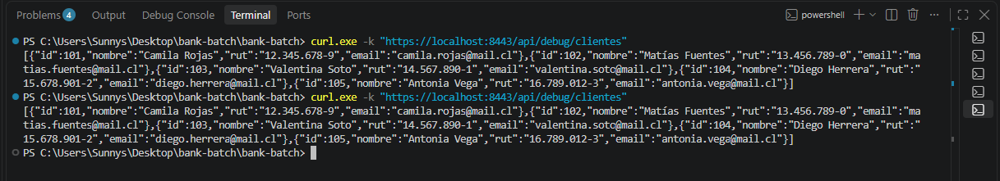 Problems 4 Output Debug Console Terminal Ports powershell
PS C:\Users\Sunnys\Desktop\bank-batch\bank-batch> curl.exe -k "https://localhost:8443/api/debug/clientes"
[{"id":101,"nombre":"Camila Rojas","rut":"12.345.678-9","email":"camila.rojas@mail.cl"},{"id":102,"nombre":"Matías Fuentes","rut":"13.456.789-0","email":"ma
tias.fuentes@mail.cl"},{"id":103,"nombre":"Valentina Soto","rut":"14.567.890-1","email":"valentina.soto@mail.cl"},{"id":104,"nombre":"Diego Herrera","rut":"
15.678.901-2","email":"diego.herrera@mail.cl"},{"id":105,"nombre":"Antonia Vega","rut":"16.789.012-3","email":"antonia.vega@mail.cl"}]
PS C:\Users\Sunnys\Desktop\bank-batch\bank-batch> curl.exe -k "https://localhost:8443/api/debug/clientes"
[{"id":101,"nombre":"Camila Rojas","rut":"12.345.678-9","email":"camila.rojas@mail.cl"},{"id":102,"nombre":"Matías Fuentes","rut":"13.456.789-0","email":"ma
tias.fuentes@mail.cl"},{"id":103,"nombre":"Valentina Soto","rut":"14.567.890-1","email":"valentina.soto@mail.cl"},{"id":104,"nombre":"Diego Herrera","rut":"
15.678.901-2","email":"diego.herrera@mail.cl"},{"id":105,"nombre":"Antonia Vega","rut":"16.789.012-3","email":"antonia.vega@mail.cl"}]
PS C:\Users\Sunnys\Desktop\bank-batch\bank-batch>